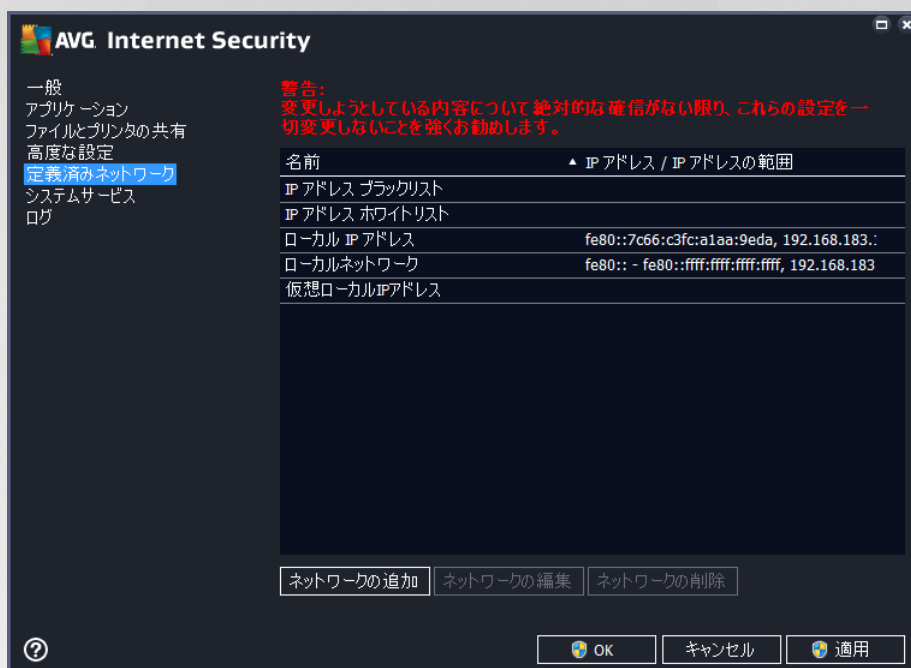 AVG Internet Security
一般
アプリケーション
ファイルとプリンタの共有
高度な設定
定義済みネットワーク
システムサービス
ログ
警告:
変更しようとしている内容について絶対的な確信がない限り、これらの設定を一
切変更しないことを強くお勧めします。
名前 ▲ IP アドレス / IP アドレスの範囲
IP アドレス ブラックリスト
IP アドレス ホワイトリスト
ローカル IP アドレス fe80::7c66:c3fc:a1aa:9eda, 192.168.183.
ローカルネットワーク fe80:: - fe80::ffff:ffff:ffff:ffff, 192.168.183
仮想ローカルIPアドレス
ネットワークの追加 ネットワークの編集 ネットワークの削除
? OK キャンセル 適用